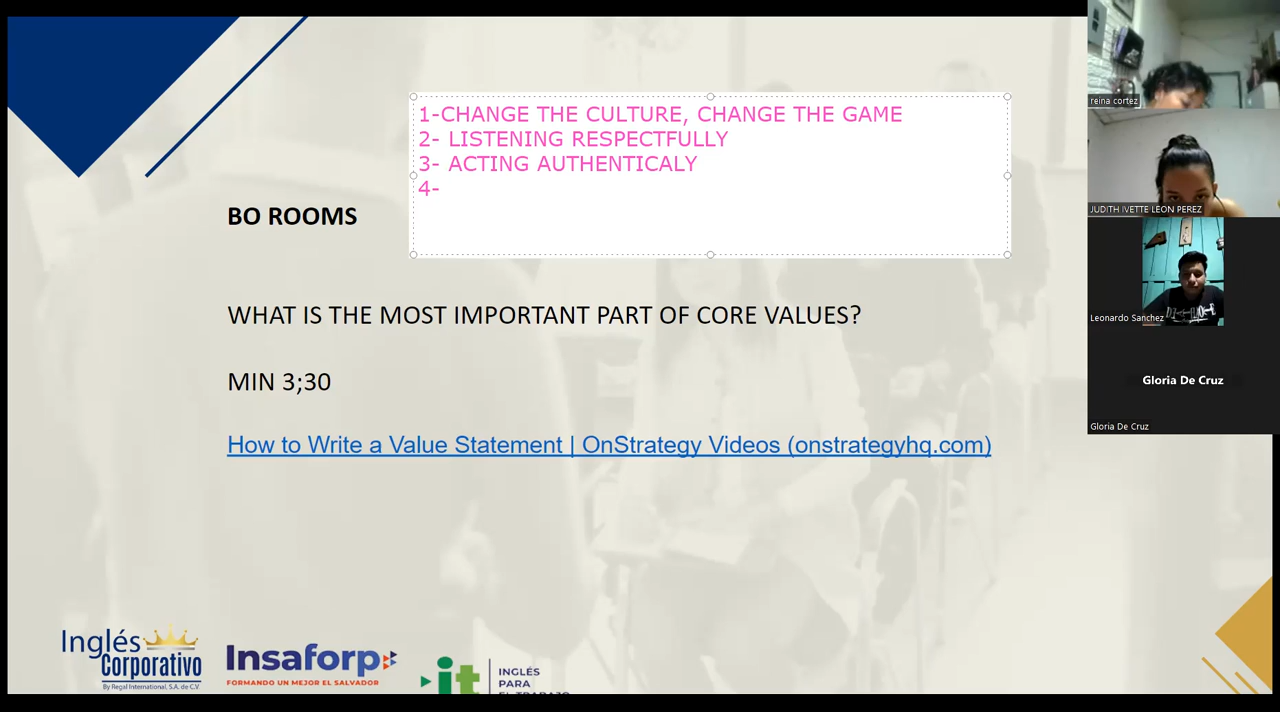 1-CHANGE THE CULTURE, CHANGE THE GAME
2- LISTENING RESPECTFULLY
3- ACTING AUTHENTICALY
4-
BO ROOMS
WHAT IS THE MOST IMPORTANT PART OF CORE VALUES?
MIN 3;30
How to Write a Value Statement | OnStrategy Videos (onstrategyhq.com)
Inglés
Corporativo
By Regal International, S.A. de C.V.
Insaforp
FORMANDO UN MEJOR EL SALVADOR
it
INGLÉS
PARA
EL TRABAJO
reina cortez
JUDITH IVETTE LEON PEREZ
Leonardo Sanchez
Gloria De Cruz
Gloria De Cruz